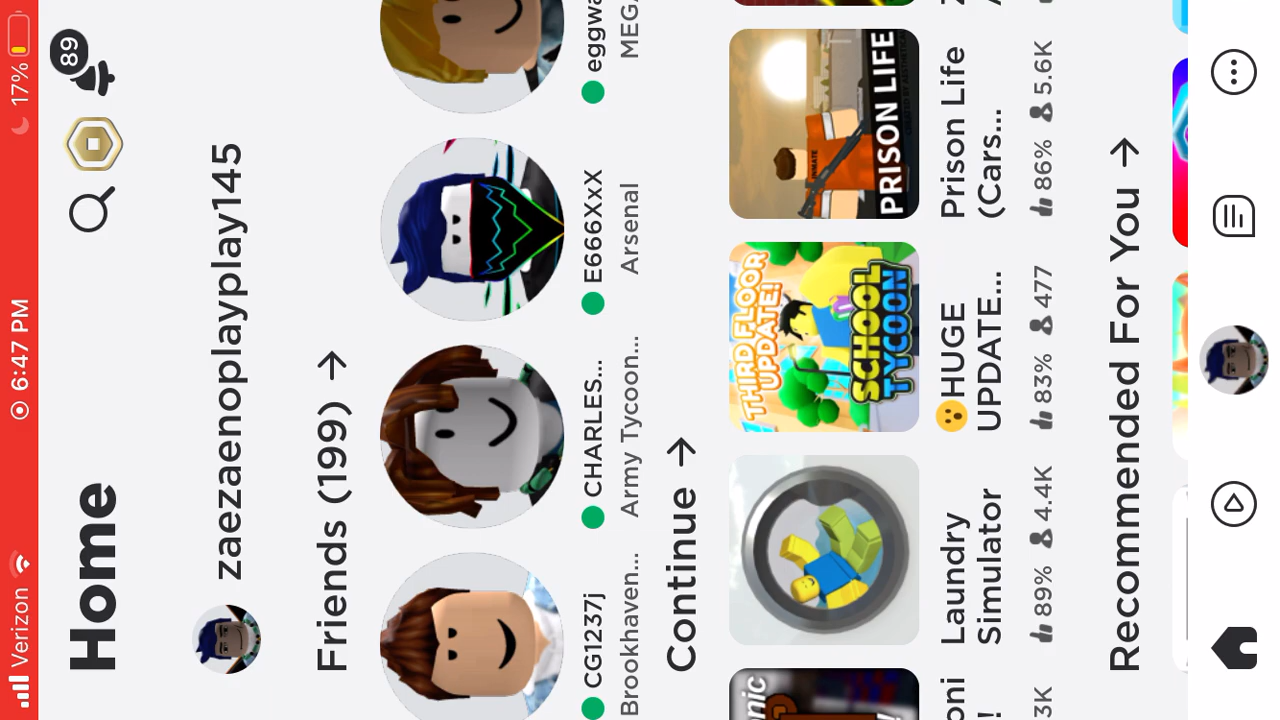 Verizon 6:47 PM 17%
Home
89
zaezaenoplayplay145
Friends (199) →
CG1237j
Brookhaven...
CHARLES...
Army Tycoon...
E666XxX
Arsenal
eggwa
MEGA
Continue →
THIRD FLOOR
UPDATE!
SCHOOL
TYCOON
INMATE
PRISON LIFE
Laundry
Simulator
89% 4.4K
😮HUGE
UPDATE...
83% 477
Prison Life
(Cars...
86% 5.6K
Recommended For You →